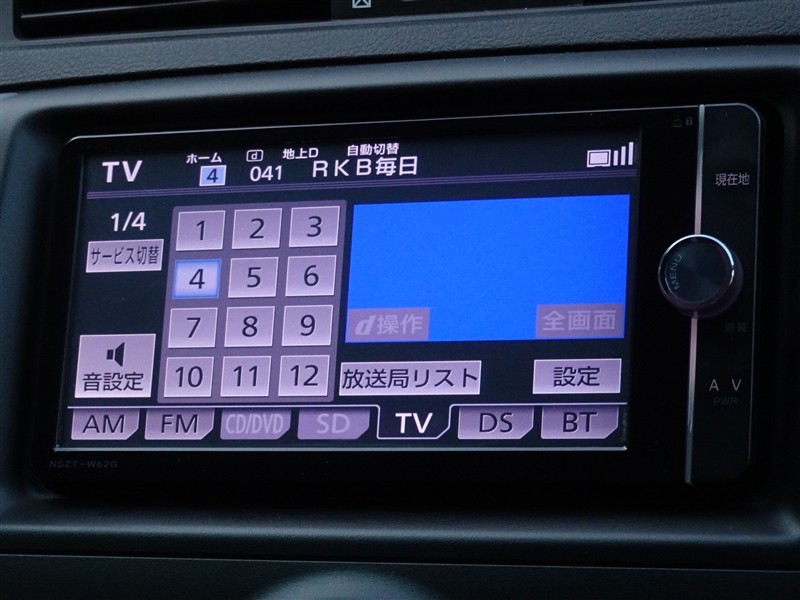 TV
ホーム 地上D 自動切替
4 041 RKB毎日
現在地
1/4
サービス切替
1 2 3
4 5 6
7 8 9
10 11 12
d操作 全画面
MENU
音設定
放送局リスト
設定
A V
PWR
AM FM CD/DVD SD TV DS BT
NSZT-W62G